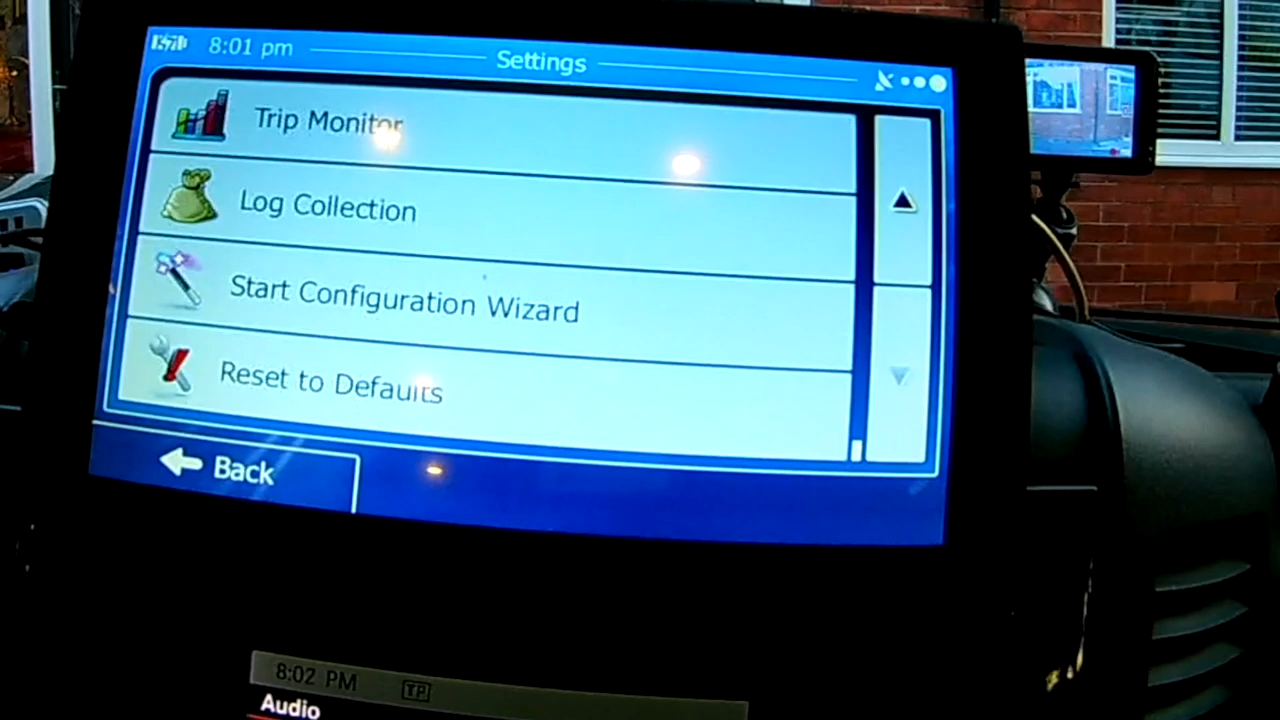 8:01 pm
Settings
Trip Monitor
Log Collection
Start Configuration Wizard
Reset to Defaults
Back
8:02 PM TP
Audio